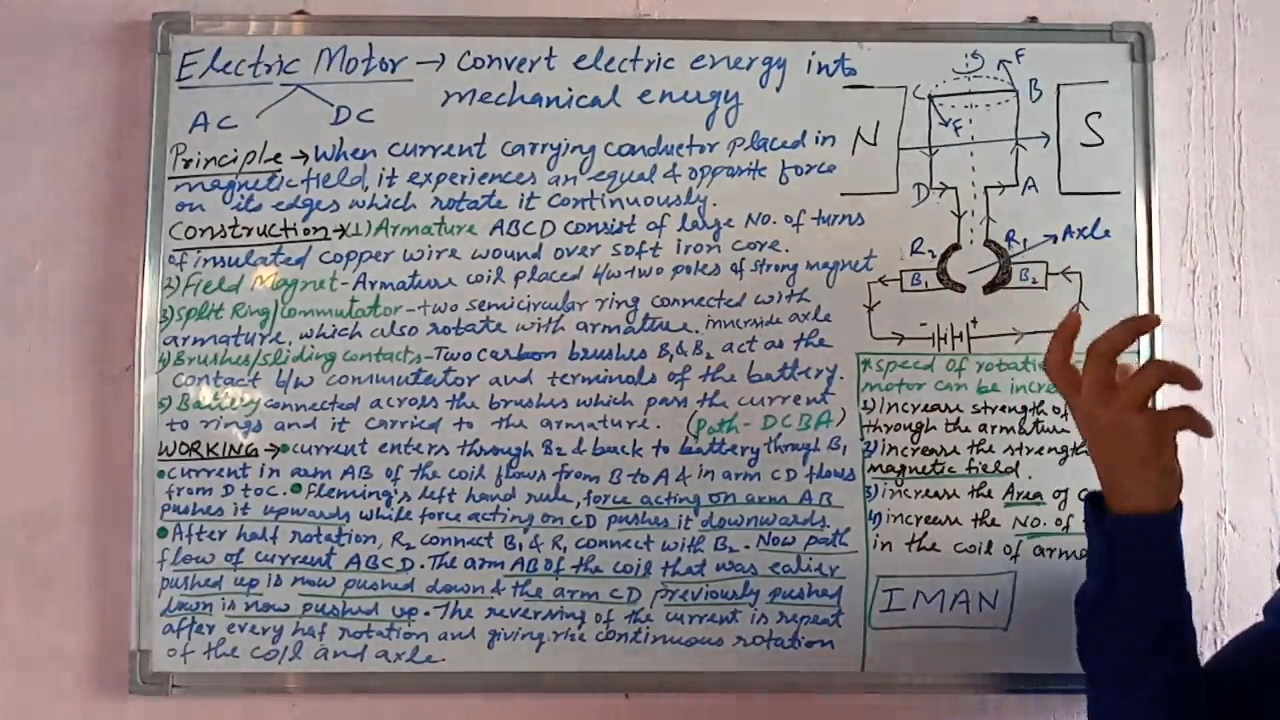 Electric Motor → Convert electric energy into
mechanical enugy
AC DC
Principle → When current carrying conductor placed in
magnetic field, it experiences an equal & opposite force
on its edges which rotate it continuously.
Construction → (1) Armature ABCD consist of large No. of turns
of insulated copper wire wound over soft iron core.
2) Field Magnet - Armature coil placed b/w two poles of strong magnet
3) Split Ring/Commutator - two semicircular ring connected with
armature, which also rotate with armature. innerside axle
4) Brushes/sliding contacts - Two carbon brushes B1 & B2 act as the
contact b/w commutator and terminals of the battery.
5) Battery connected across the brushes which pass the current
to rings and it carried to the armature. (Path - DCBA)
WORKING → • current enters through B2 & back to battery through B1
• current in arm AB of the coil flows from B to A & in arm CD flows
from D to C. • Fleming's left hand rule, force acting on arm AB
pushes it upwards while force acting on CD pushes it downwards.
• After half rotation, R2 connect B1 & R1 connect with B2. Now path
flow of current ABCD. The arm AB of the coil that was ealier
pushed up is now pushed down & the arm CD previously pushed
down is now pushed up. The reversing of the current is repeat
after every half rotation and giving rise continuous rotation
of the coil and axle.
F
C B
F
N S
D A
R2 R1 Axle
B1 B2
- +
*speed of rotati
motor can be incre
1) increase strength of
through the armature
2) increase the strength
magnetic field.
3) increase the Area of
4) increase the NO. of
in the coil of arma
IMAN